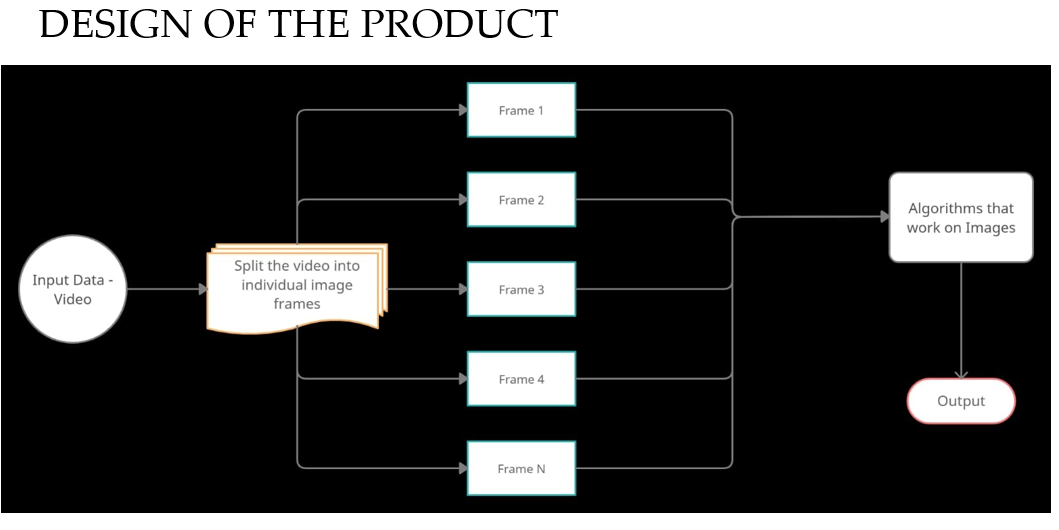 DESIGN OF THE PRODUCT
Input Data -
Video
Split the video into
individual image
frames
Frame 1
Frame 2
Frame 3
Frame 4
Frame N
Algorithms that
work on Images
Output